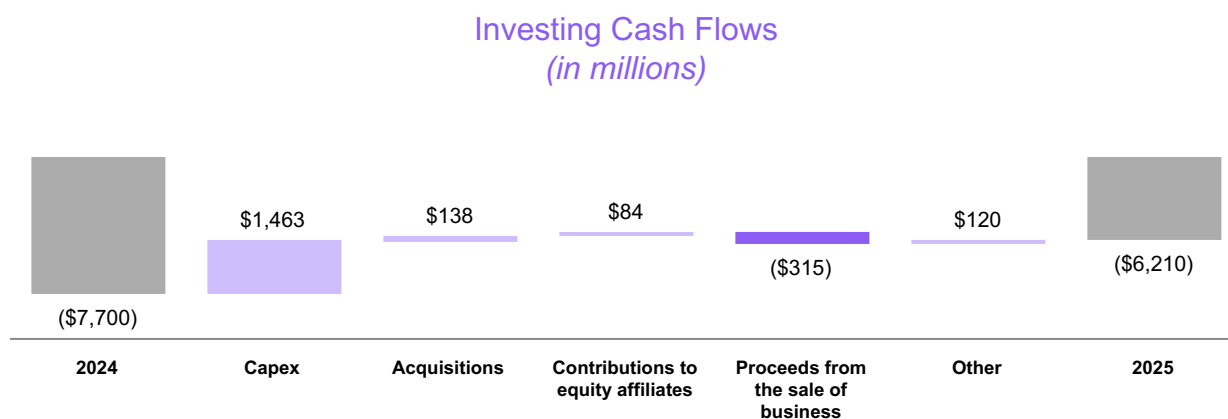 Investing Cash Flows
(in millions)
$1,463
$138
$84
$120
($315)
($6,210)
($7,700)
2024
Capex
Acquisitions
Contributions to
equity affiliates
Proceeds from
the sale of
business
Other
2025